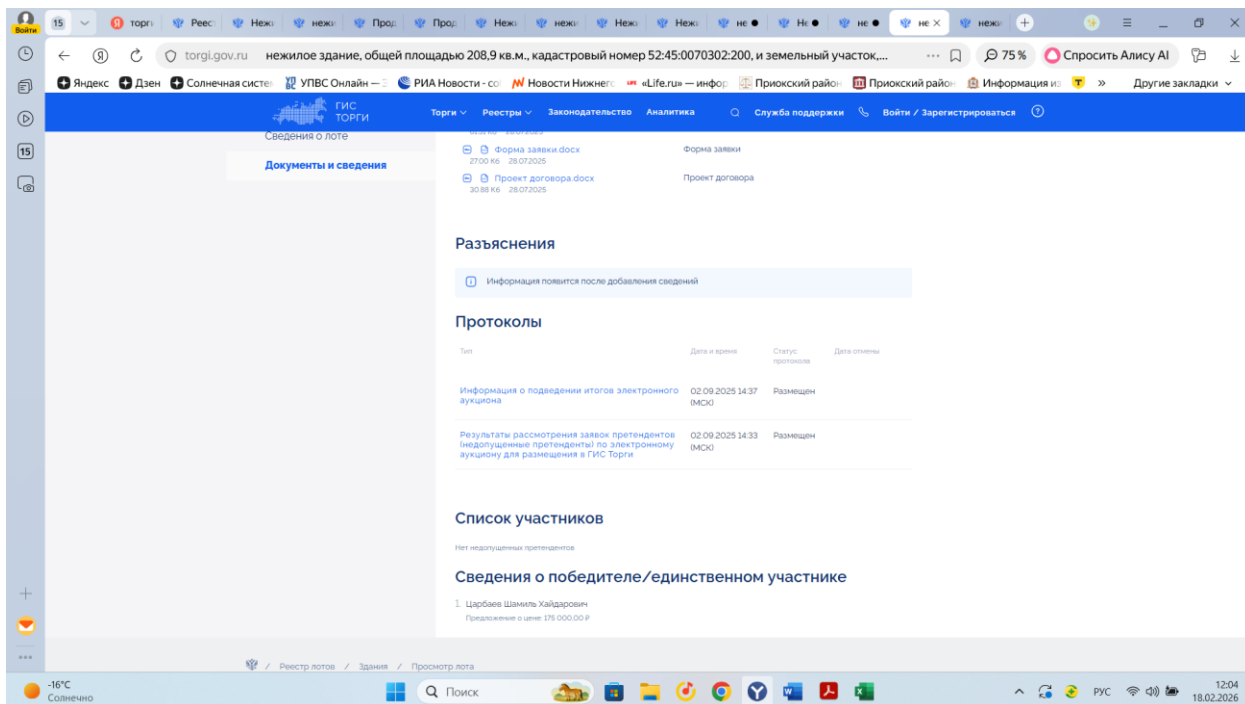 Войти
15
торги
Реест
Нежи
нежи
Прод
Прод
Нежи
нежи
Нежи
Нежи
не
Не
не
не
нежи
torgi.gov.ru
нежилое здание, общей площадью 208,9 кв.м., кадастровый номер 52:45:0070302:200, и земельный участок,...
75 %
Спросить Алису AI
Яндекс
Дзен
Солнечная систе
УПВС Онлайн —
РИА Новости - со
Новости Нижнего
«Life.ru» — инфор
Приокский район
Приокский район
Информация из
»
Другие закладки
ГИС
ТОРГИ
Торги
Реестры
Законодательство
Аналитика
Служба поддержки
Войти / Зарегистрироваться
15
Сведения о лоте
Документы и сведения
Форма заявки.docx
Форма заявки
27.00 Кб 28.07.2025
Проект договора.docx
Проект договора
30.88 Кб 28.07.2025
Разъяснения
Информация появится после добавления сведений
Протоколы
Тип
Дата и время
Статус
протокола
Дата отмены
Информация о подведении итогов электронного
аукциона
02.09.2025 14:37
(МСК)
Размещен
Результаты рассмотрения заявок претендентов
(недопущенные претенденты) по электронному
аукциону для размещения в ГИС Торги
02.09.2025 14:33
(МСК)
Размещен
Список участников
Нет недопущенных претендентов
Сведения о победителе/единственном участнике
1. Царбаев Шамиль Хайдарович
Предложение о цене: 175 000,00 ₽
/ Реестр лотов / Здания / Просмотр лота
-16°C
Солнечно
Поиск
РУС
12:04
18.02.2026